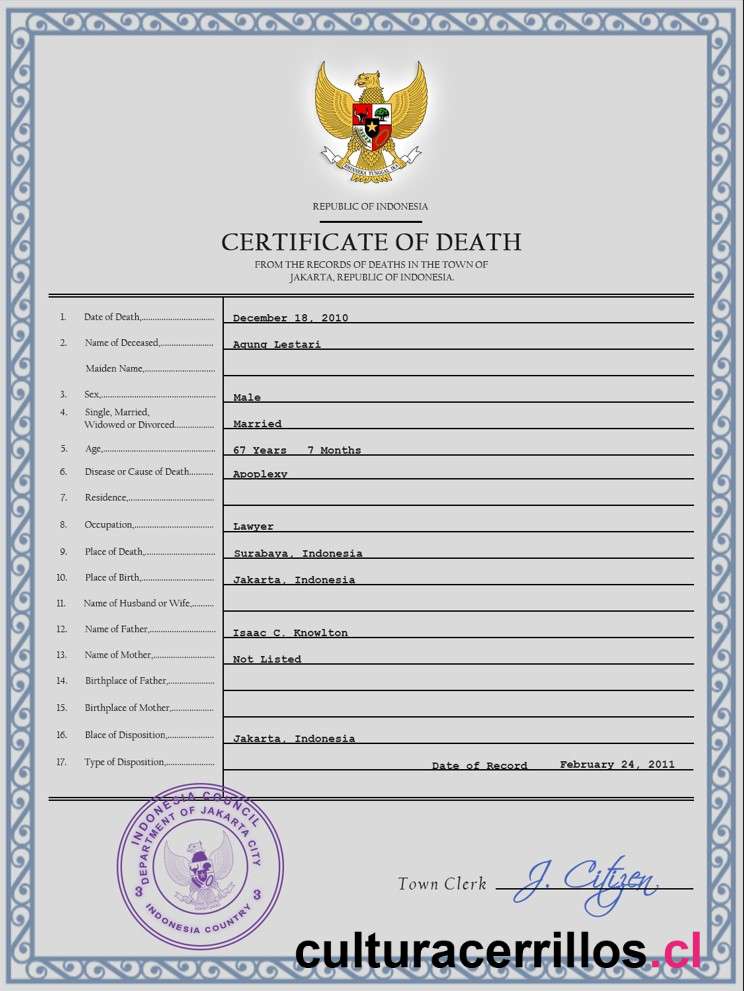 REPUBLIC OF INDONESIA
CERTIFICATE OF DEATH
FROM THE RECORDS OF DEATHS IN THE TOWN OF
JAKARTA, REPUBLIC OF INDONESIA.
1. Date of Death, December 18, 2010
2. Name of Deceased, Agung Lestari
Maiden Name,
3. Sex, Male
4. Single, Married,
Widowed or Divorced Married
5. Age, 67 Years 7 Months
6. Disease or Cause of Death Apoplexy
7. Residence,
8. Occupation, Lawyer
9. Place of Death, Surabaya, Indonesia
10. Place of Birth, Jakarta, Indonesia
11. Name of Husband or Wife,
12. Name of Father, Isaac C. Knowlton
13. Name of Mother, Not Listed
14. Birthplace of Father,
15. Birthplace of Mother,
16. Blace of Disposition, Jakarta, Indonesia
17. Type of Disposition, Date of Record February 24, 2011
INDONESIA COUNCIL
DEPARTMENT OF JAKARTA CITY
3 3
INDONESIA COUNTRY
Town Clerk J. Citizen
culturacerrillos.cl